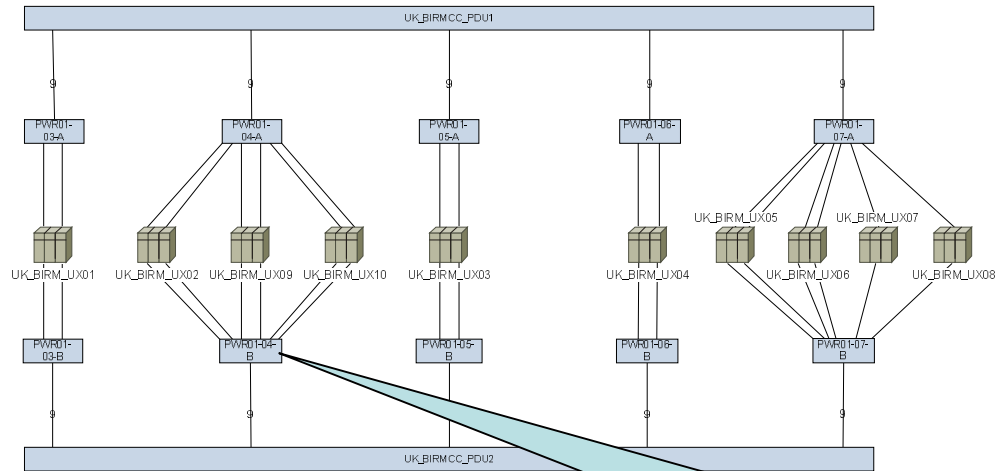 UK_BIRMCC_PDU1
9
9
9
9
9
PWR01-
03-A
PWR01-
04-A
PWR01-
05-A
PWR01-06-
A
PWR01-
07-A
UK_BIRM_UX05
UK_BIRM_UX07
UK_BIRM_UX01
UK_BIRM_UX02
UK_BIRM_UX09
UK_BIRM_UX10
UK_BIRM_UX03
UK_BIRM_UX04
UK_BIRM_UX06
UK_BIRM_UX08
PWR01-
03-B
PWR01-04-
B
PWR01-05-
B
PWR01-06-
B
PWR01-07-
B
9
9
9
9
UK_BIRMCC_PDU2